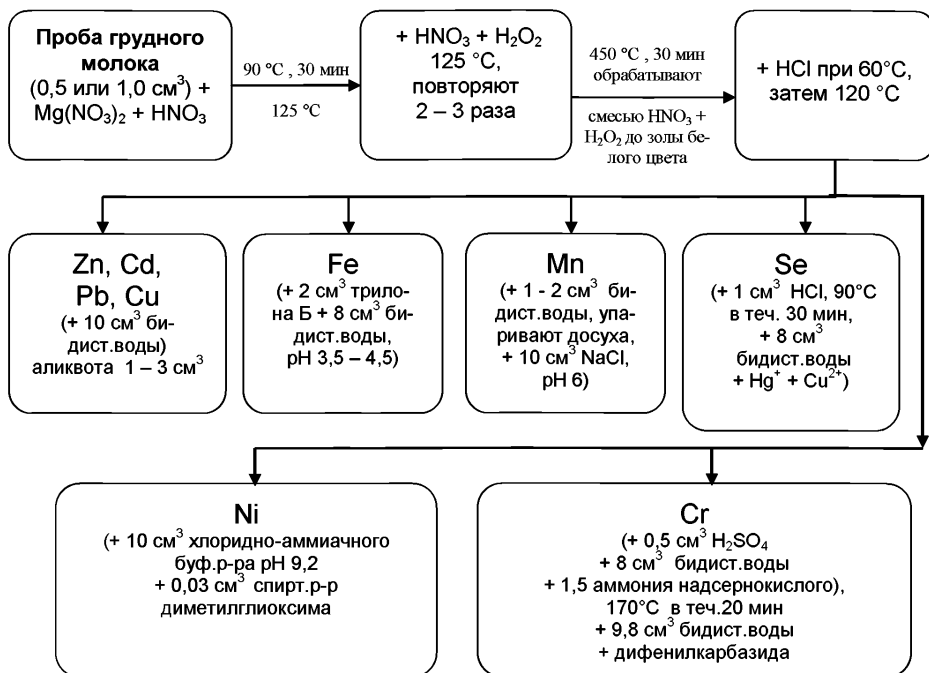 Проба грудного
молока
(0,5 или 1,0 см³) +
Mg(NO₃)₂ + HNO₃
90 °C , 30 мин
125 °C
+ HNO₃ + H₂O₂
125 °C,
повторяют
2 – 3 раза
450 °C, 30 мин
обрабатывают
смесью HNO₃ +
H₂O₂ до золы бе-
лого цвета
+ HCl при 60°C,
затем 120 °C
Zn, Cd,
Pb, Cu
(+ 10 см³ би-
дист.воды)
аликвота 1 – 3 см³
Fe
(+ 2 см³ трило-
на Б + 8 см³ би-
дист.воды,
pH 3,5 – 4,5)
Mn
(+ 1 - 2 см³ би-
дист.воды, упа-
ривают досуха,
+ 10 см³ NaCl,
pH 6)
Se
(+ 1 см³ HCl, 90°C
в теч. 30 мин,
+ 8 см³
бидист.воды
+ Hg⁺ + Cu²⁺)
Ni
(+ 10 см³ хлоридно-аммиачного
буф.р-ра pH 9,2
+ 0,03 см³ спирт.р-р
диметилглиоксима
Cr
(+ 0,5 см³ H₂SO₄
+ 8 см³ бидист.воды
+ 1,5 аммония надсернокислого),
170°C в теч.20 мин
+ 9,8 см³ бидист.воды
+ дифенилкарбазида